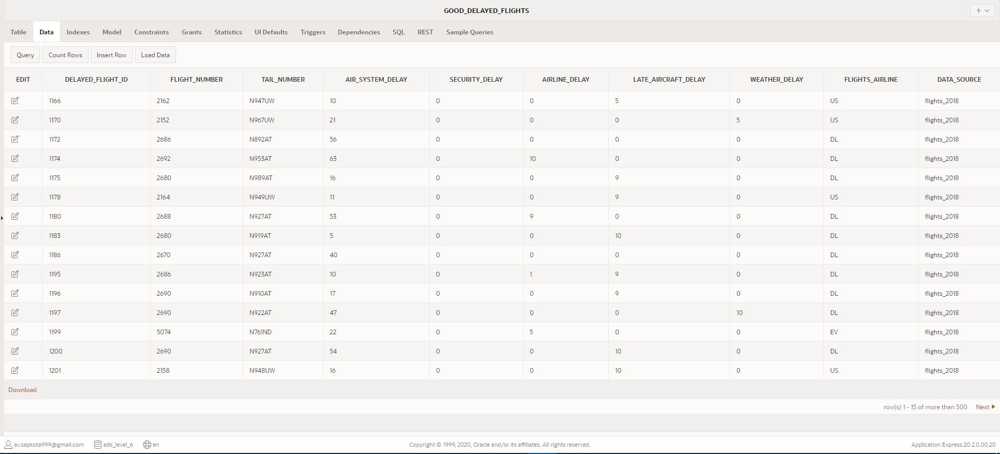 GOOD_DELAYED_FLIGHTS
Table Data Indexes Model Constraints Grants Statistics UI Defaults Triggers Dependencies SQL REST Sample Queries
Query Count Rows Insert Row Load Data
EDIT DELAYED_FLIGHT_ID FLIGHT_NUMBER TAIL_NUMBER AIR_SYSTEM_DELAY SECURITY_DELAY AIRLINE_DELAY LATE_AIRCRAFT_DELAY WEATHER_DELAY FLIGHTS_AIRLINE DATA_SOURCE
1166 2162 N947UW 10 0 0 5 0 US flights_2018
1170 2152 N967UW 21 0 0 0 5 US flights_2018
1172 2686 N892AT 56 0 0 0 0 DL flights_2018
1174 2692 N953AT 63 0 10 0 0 DL flights_2018
1175 2680 N989AT 16 0 0 9 0 DL flights_2018
1178 2164 N949UW 11 0 0 9 0 US flights_2018
1180 2688 N927AT 53 0 9 0 0 DL flights_2018
1183 2680 N919AT 5 0 0 10 0 DL flights_2018
1186 2670 N927AT 40 0 0 0 0 DL flights_2018
1195 2686 N923AT 10 0 1 9 0 DL flights_2018
1196 2690 N910AT 17 0 0 9 0 DL flights_2018
1197 2690 N922AT 47 0 0 0 10 DL flights_2018
1199 5074 N761ND 22 0 5 0 0 EV flights_2018
1200 2690 N927AT 54 0 0 10 0 DL flights_2018
1201 2158 N948UW 16 0 0 10 0 US flights_2018
Download
row(s) 1 - 15 of more than 500 Next
av.sapkota999@gmail.com ads_level_6 en Copyright © 1999, 2020, Oracle and/or its affiliates. All rights reserved. Application Express 20.2.0.00.20